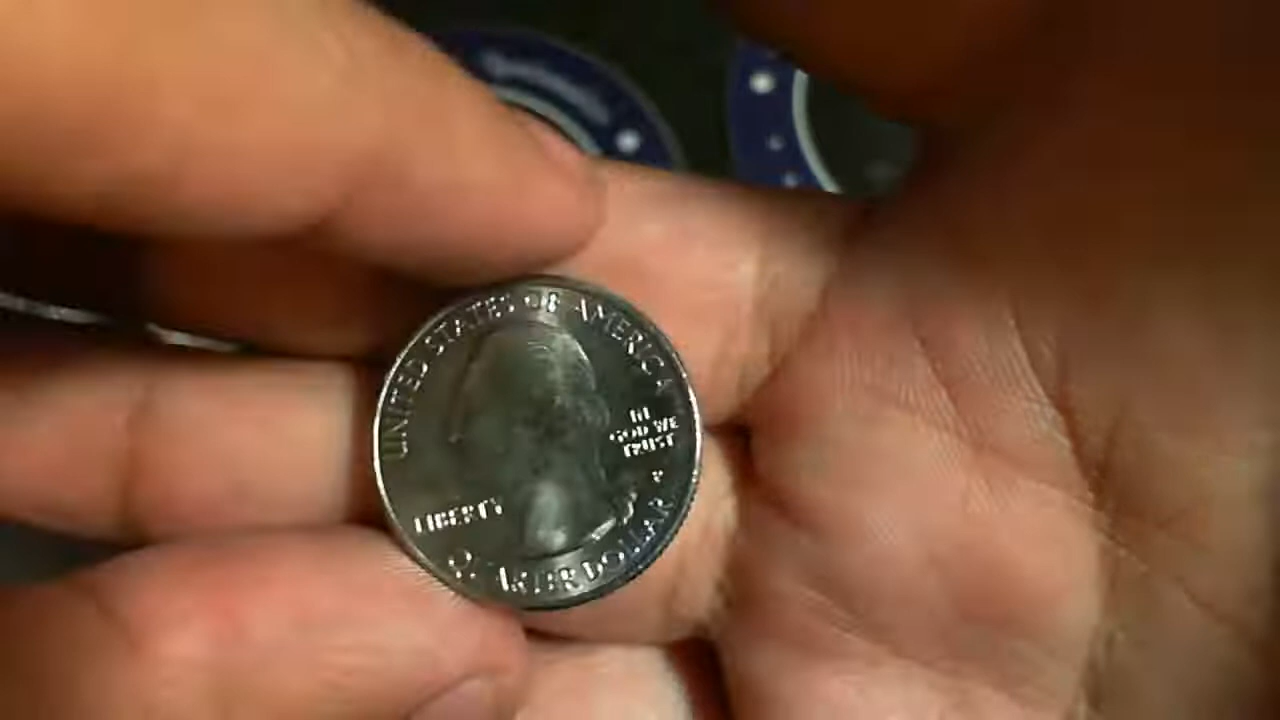 UNITED STATES OF AMERICA
IN
GOD WE
TRUST
LIBERTY
QUARTER DOLLAR